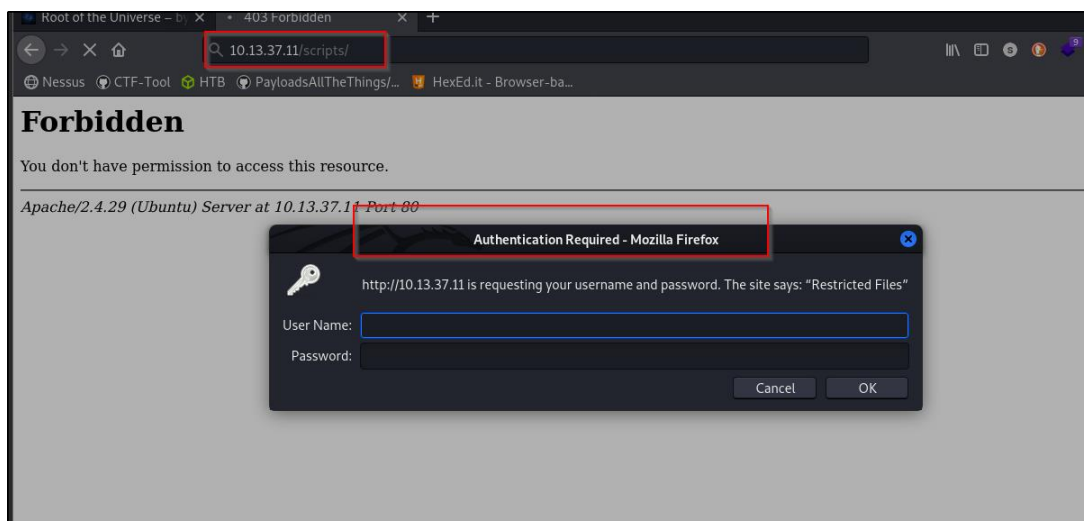 Root of the Universe – by
403 Forbidden
10.13.37.11/scripts/
Nessus CTF-Tool HTB PayloadsAllTheThings/... HexEd.it - Browser-ba...
9
Forbidden
You don't have permission to access this resource.
Apache/2.4.29 (Ubuntu) Server at 10.13.37.11 Port 80
Authentication Required - Mozilla Firefox
http://10.13.37.11 is requesting your username and password. The site says: “Restricted Files”
User Name:
Password:
Cancel OK